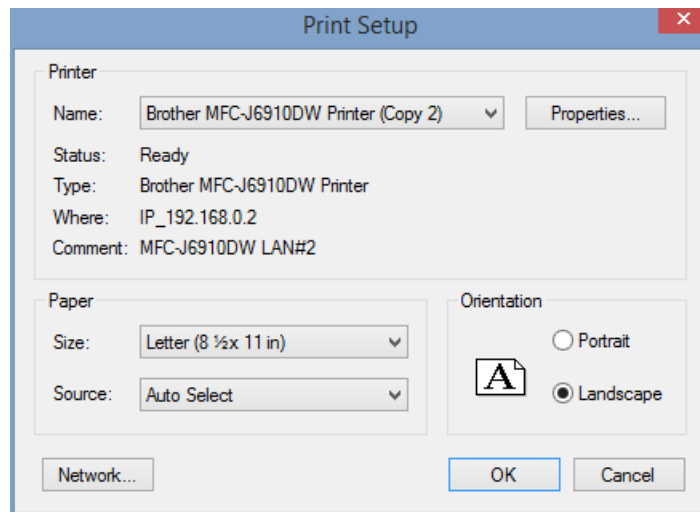 Print Setup
Printer
Name: Brother MFC-J6910DW Printer (Copy 2) Properties...
Status: Ready
Type: Brother MFC-J6910DW Printer
Where: IP_192.168.0.2
Comment: MFC-J6910DW LAN#2
Paper
Size: Letter (8 ½x 11 in)
Source: Auto Select
Orientation
Portrait
A
Landscape
Network... OK Cancel